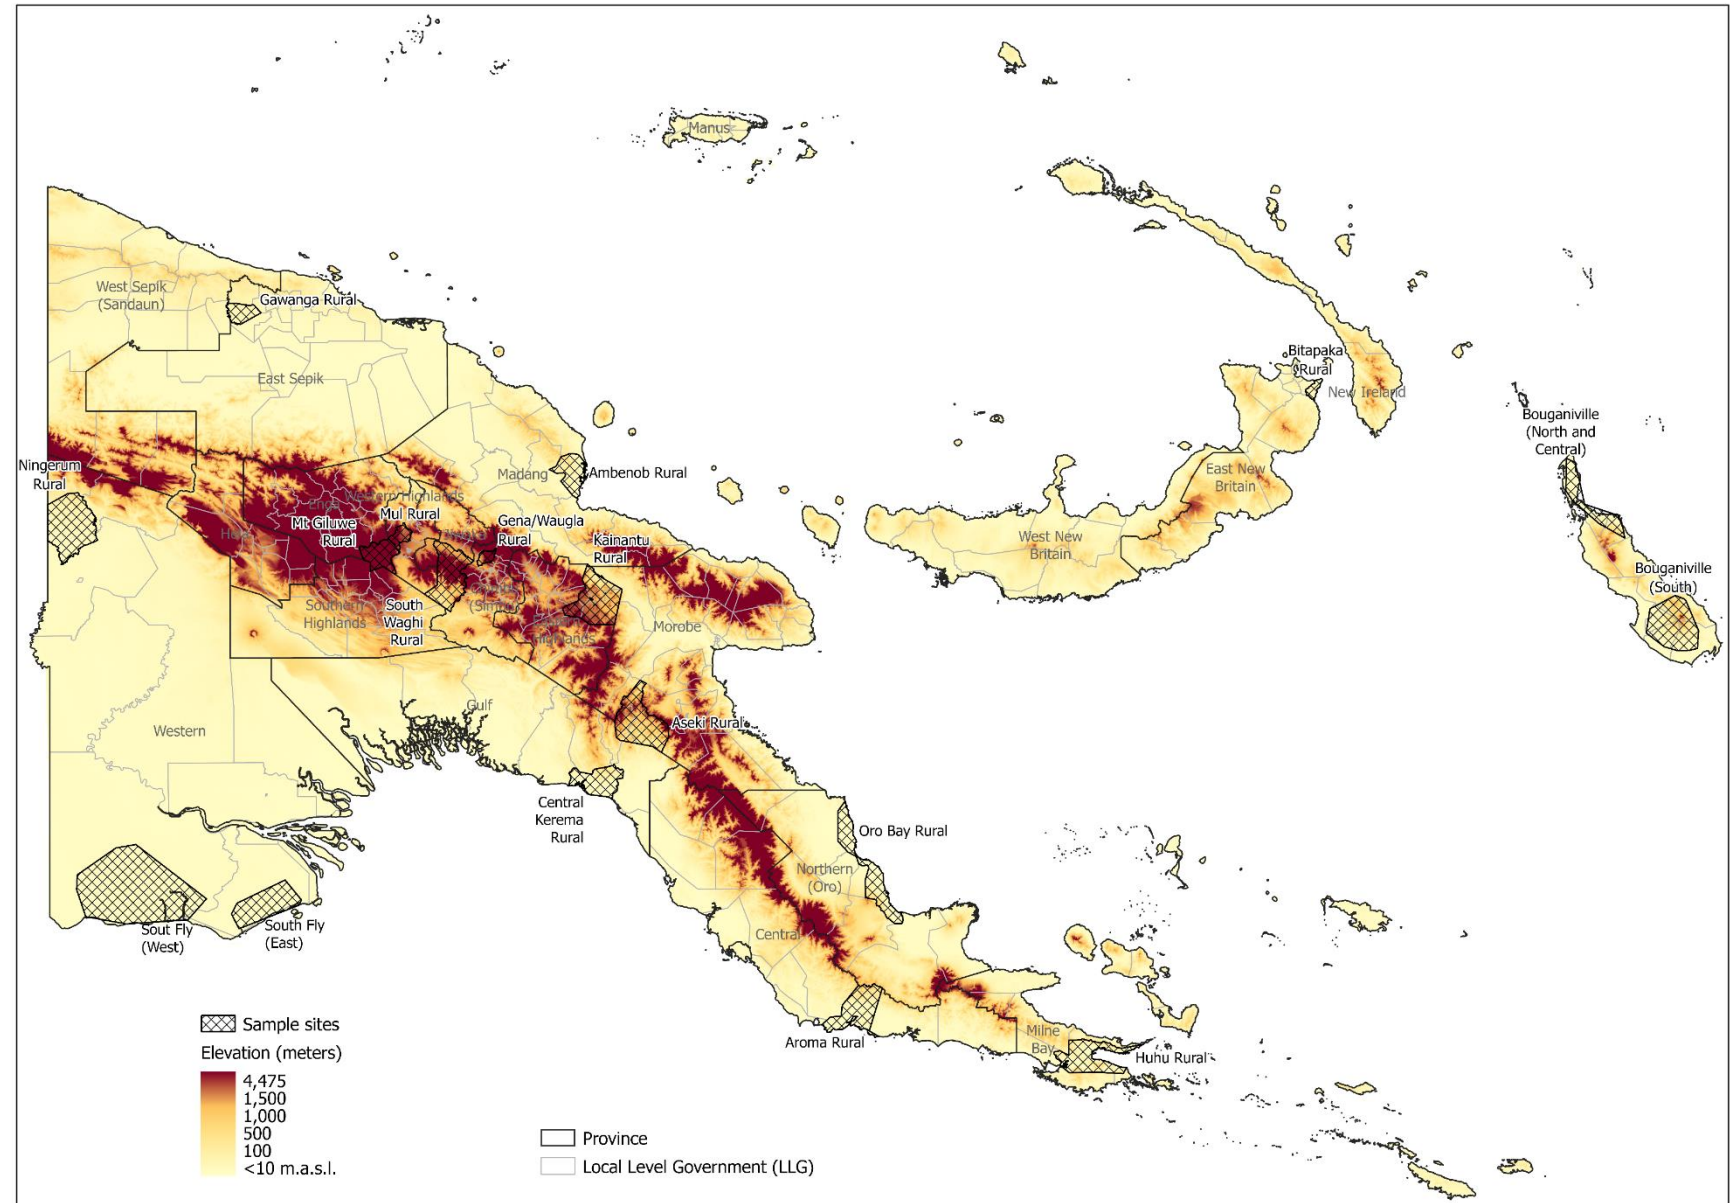 Manus
West Sepik
(Sandaun)
Gawanga Rural
East Sepik
Bitapaka
Rural
New Ireland
Bouganiville
(North and
Central)
Ningerum
Rural
Madang
Ambenob Rural
East New
Britain
Enga
Western Highlands
Mul Rural
Mt Giluwe
Rural
Hela
Gena/Waugla
Rural
Kainantu
Rural
West New
Britain
Bouganiville
(South)
(Simbu)
Southern
Highlands
South
Waghi
Rural
Highlands
Morobe
Gulf
Western
Aseki Rural
Central
Kerema
Rural
Oro Bay Rural
Northern
(Oro)
Sout Fly
(West)
South Fly
(East)
Central
Aroma Rural
Milne
Bay
Huhu Rural
Sample sites
Elevation (meters)
4,475
1,500
1,000
500
100
<10 m.a.s.l.
Province
Local Level Government (LLG)